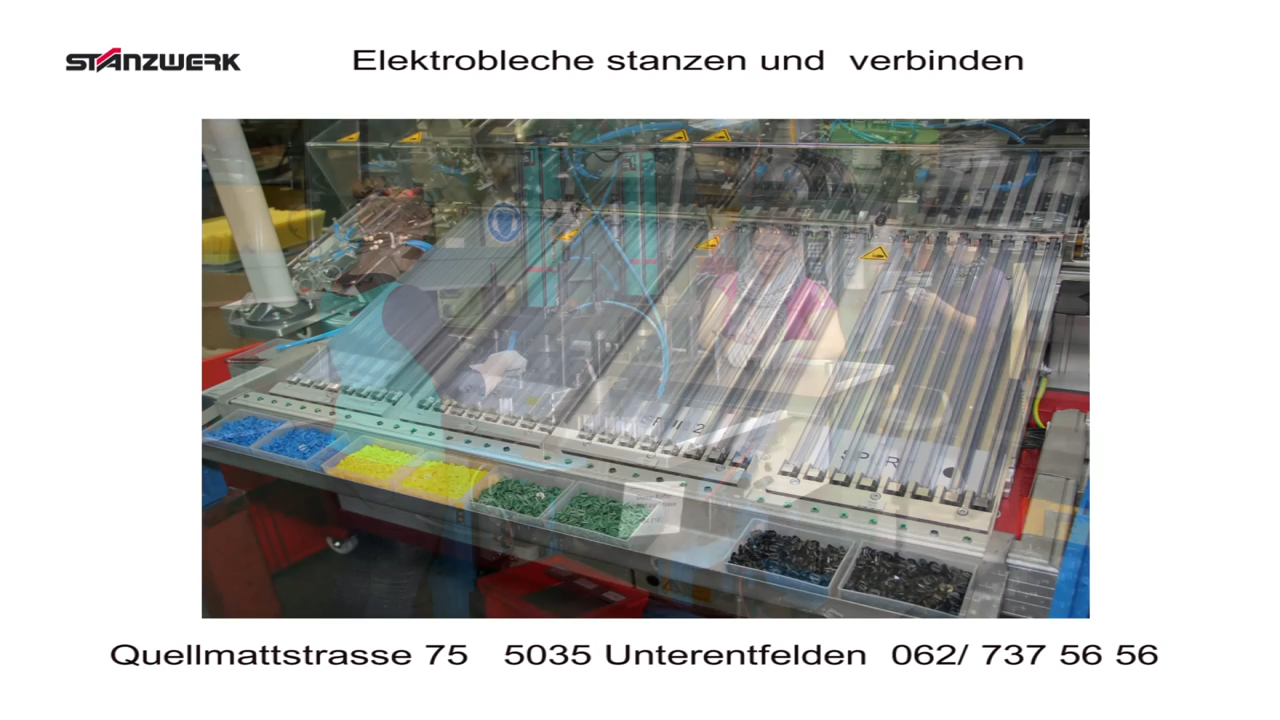 STANZWERK
Elektrobleche stanzen und verbinden
Quellmattstrasse 75 5035 Unterentfelden 062/ 737 56 56